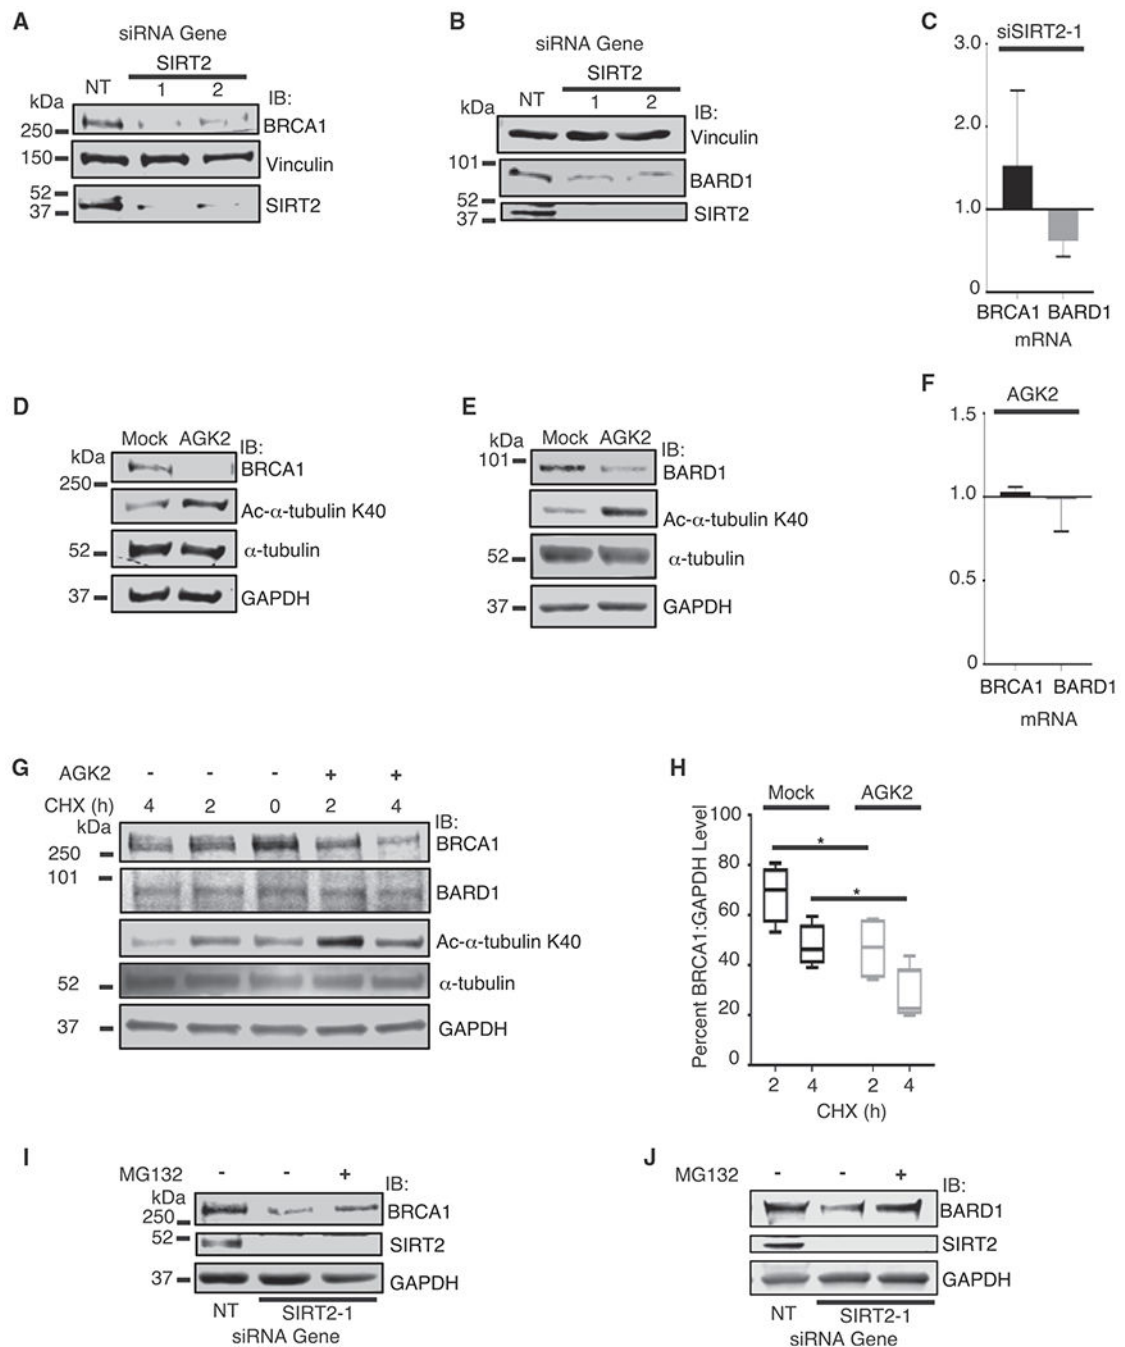 A
siRNA Gene
SIRT2
NT 1 2
kDa IB:
250 BRCA1
150 Vinculin
52
37 SIRT2
B
siRNA Gene
SIRT2
NT 1 2
kDa IB:
Vinculin
101
BARD1
52
37 SIRT2
C
siSIRT2-1
3.0
2.0
1.0
0
BRCA1 BARD1
mRNA
D
Mock AGK2
kDa IB:
BRCA1
250
Ac-α-tubulin K40
52 α-tubulin
37 GAPDH
E
Mock AGK2
kDa IB:
101 BARD1
Ac-α-tubulin K40
52 α-tubulin
37 GAPDH
F
AGK2
1.5
1.0
0.5
0
BRCA1 BARD1
mRNA
G
AGK2 - - - + +
CHX (h) 4 2 0 2 4
kDa IB:
250 BRCA1
101
BARD1
Ac-α-tubulin K40
52 α-tubulin
37 GAPDH
H
Mock AGK2
Percent BRCA1:GAPDH Level
100
80
60
40
20
0
* *
2 4 2 4
CHX (h)
I
MG132 - - +
kDa IB:
250 BRCA1
52 SIRT2
37 GAPDH
NT SIRT2-1
siRNA Gene
J
MG132 - - +
IB:
BARD1
SIRT2
GAPDH
NT SIRT2-1
siRNA Gene